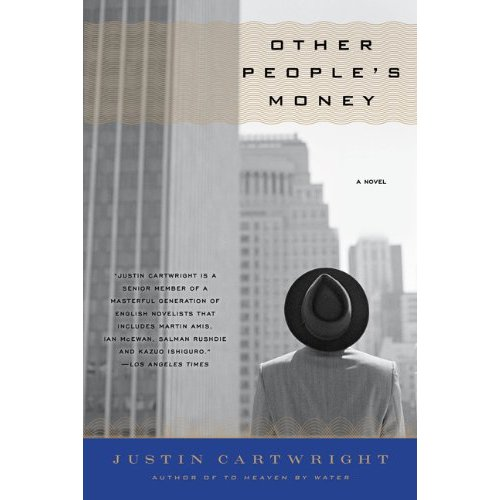 OTHER
PEOPLE'S
MONEY
A NOVEL
"JUSTIN CARTWRIGHT IS A
SENIOR MEMBER OF A
MASTERFUL GENERATION OF
ENGLISH NOVELISTS THAT
INCLUDES MARTIN AMIS,
IAN McEWAN, SALMAN RUSHDIE
AND KAZUO ISHIGURO."
—LOS ANGELES TIMES
JUSTIN CARTWRIGHT
AUTHOR OF TO HEAVEN BY WATER